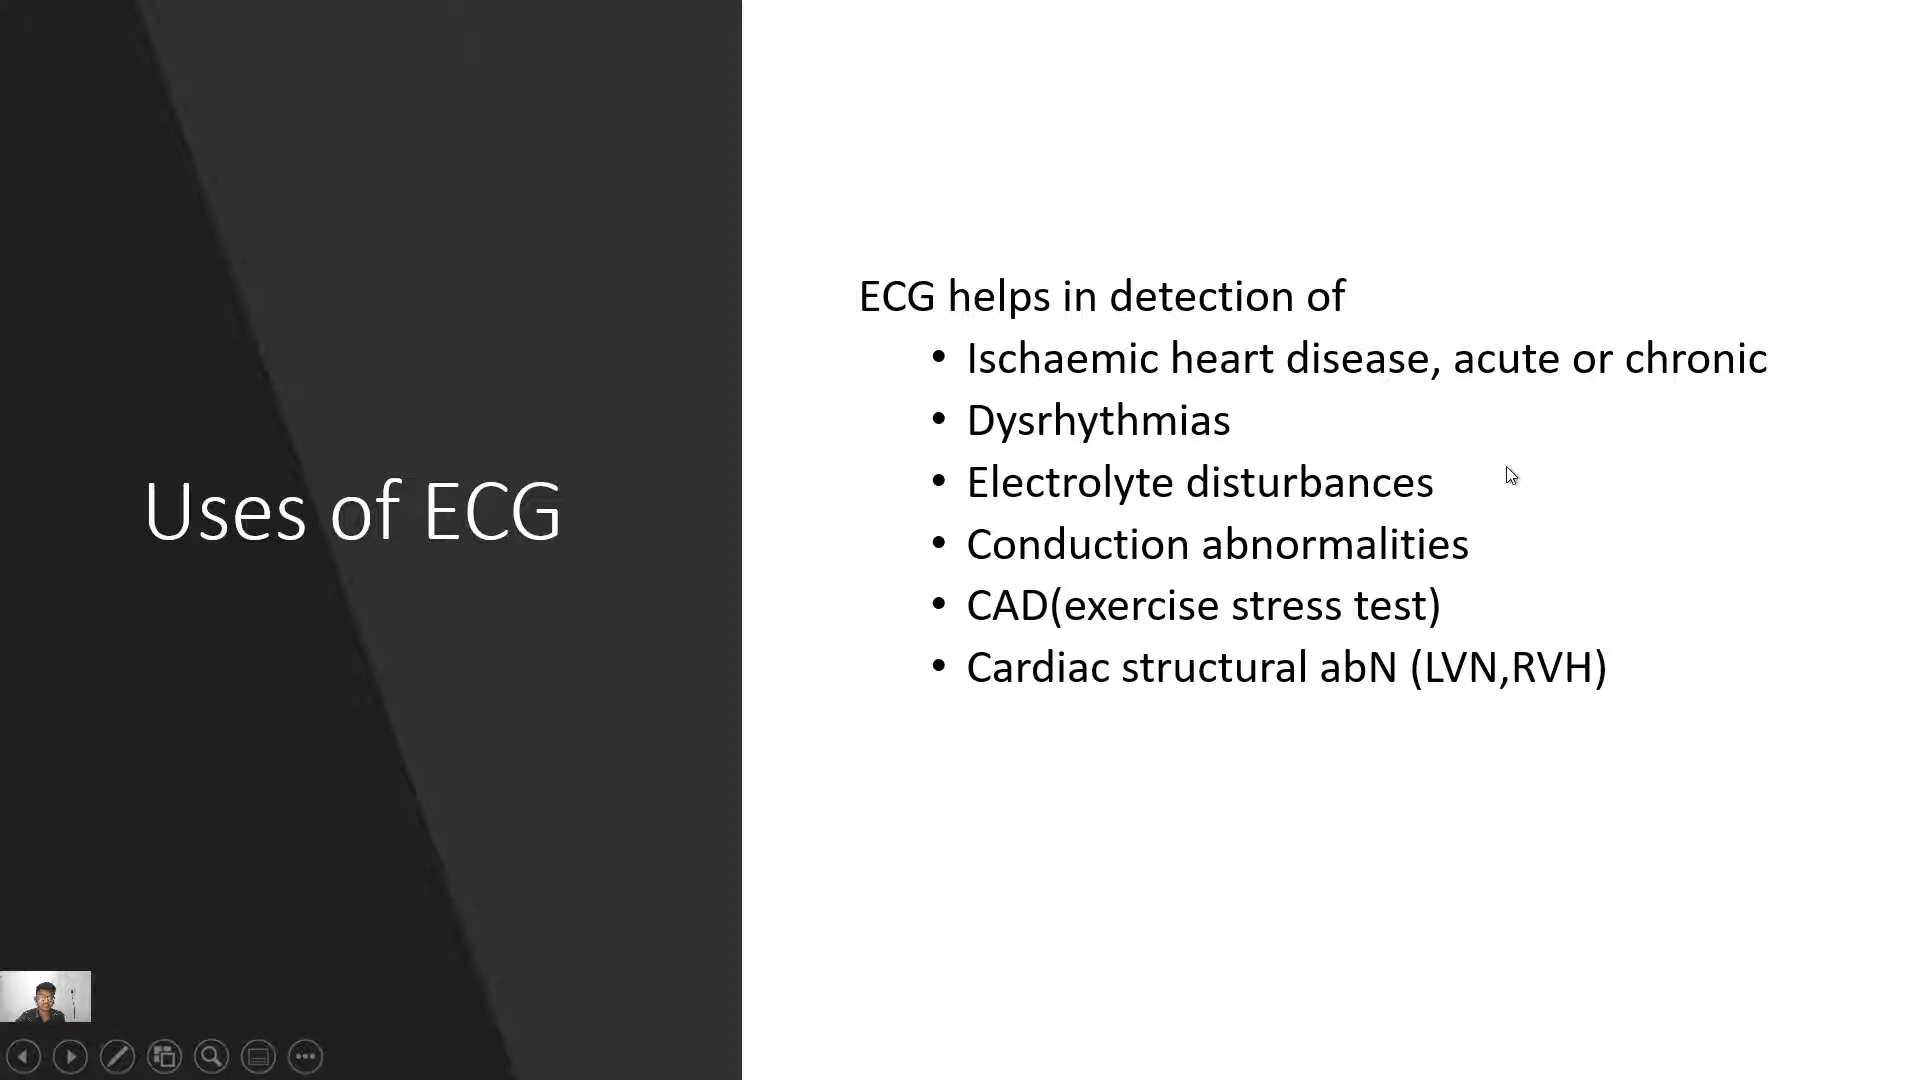 Uses of ECG
ECG helps in detection of
• Ischaemic heart disease, acute or chronic
• Dysrhythmias
• Electrolyte disturbances
• Conduction abnormalities
• CAD(exercise stress test)
• Cardiac structural abN (LVN,RVH)